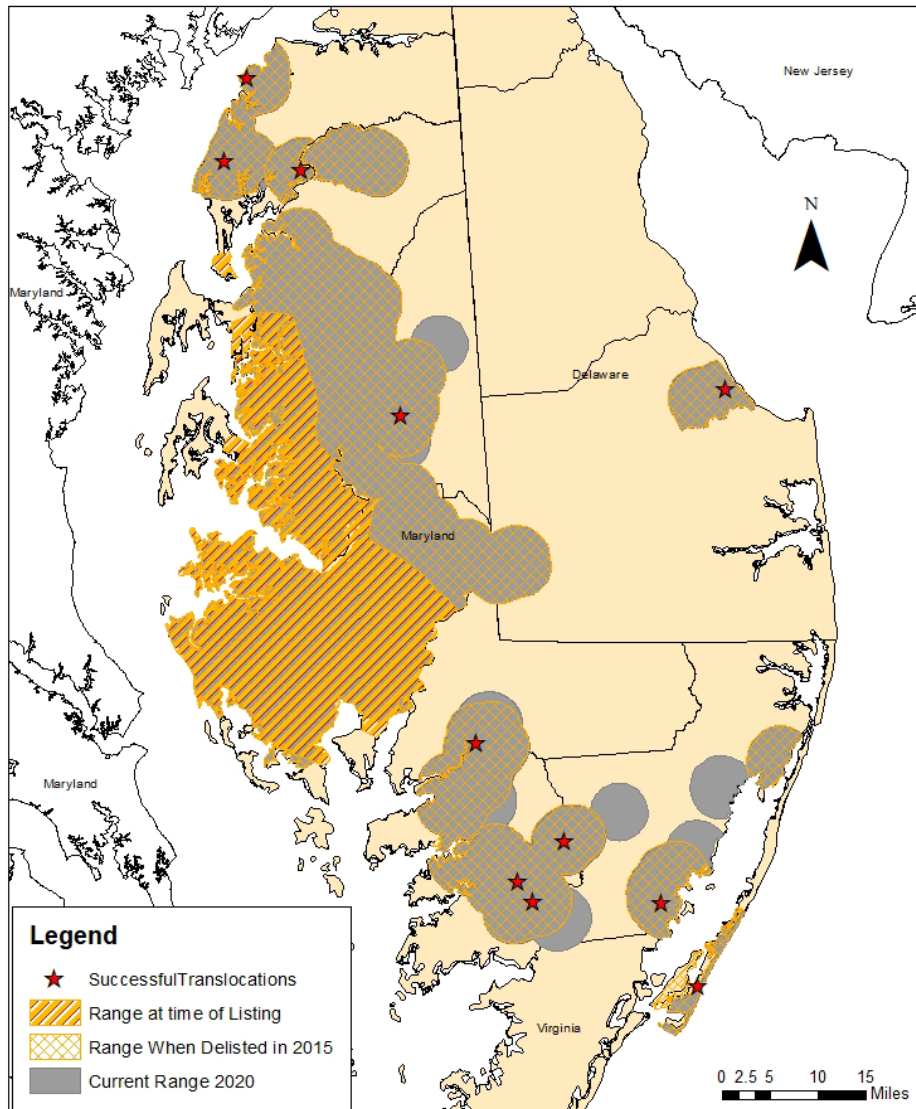 New Jersey
N
Maryland
Delaware
Maryland
Maryland
Virginia
Legend
SuccessfulTranslocations
Range at time of Listing
Range When Delisted in 2015
Current Range 2020
0 2.5 5 10 15
Miles